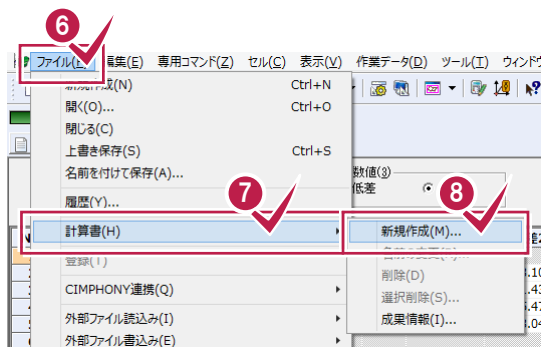 6
ファイル(F) 編集(E) 専用コマンド(Z) セル(C) 表示(V) 作業データ(D) ツール(T) ウィンドウ
新規作成(N) Ctrl+N
開く(O)... Ctrl+O
閉じる(C)
上書き保存(S) Ctrl+S
名前を付けて保存(A)...
数値(3)
低差
7
8
履歴(Y)...
計算書(H)
新規作成(M)...
登録(T)
削除(D)
CIMPHONY連携(Q)
選択削除(S)...
外部ファイル読込み(I)
成果情報(I)...
外部ファイル書込み(E)